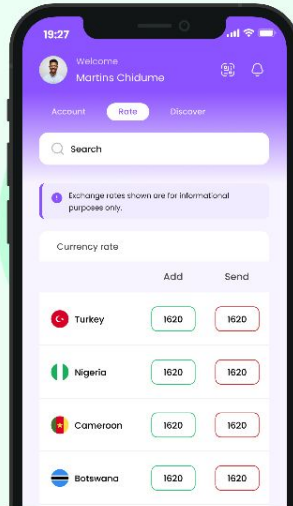 19:27
Welcome
Martins Chidume
Account Rate Discover
Search
Exchange rates shown are for informational
purposes only.
Currency rate
Add Send
Turkey 1620 1620
Nigeria 1620 1620
Cameroon 1620 1620
Botswana 1620 1620